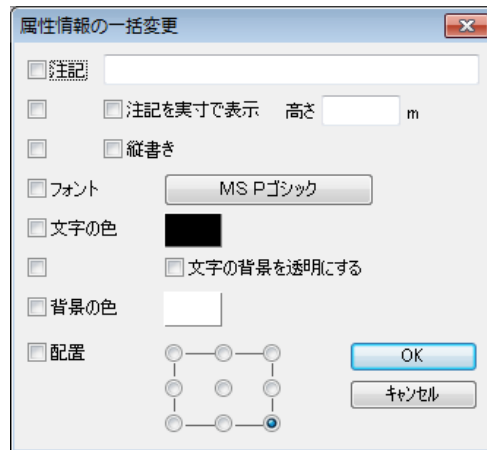 属性情報の一括変更
注記
注記を実寸で表示 高さ m
縦書き
フォント MS Pゴシック
文字の色
文字の背景を透明にする
背景の色
配置
OK
キャンセル